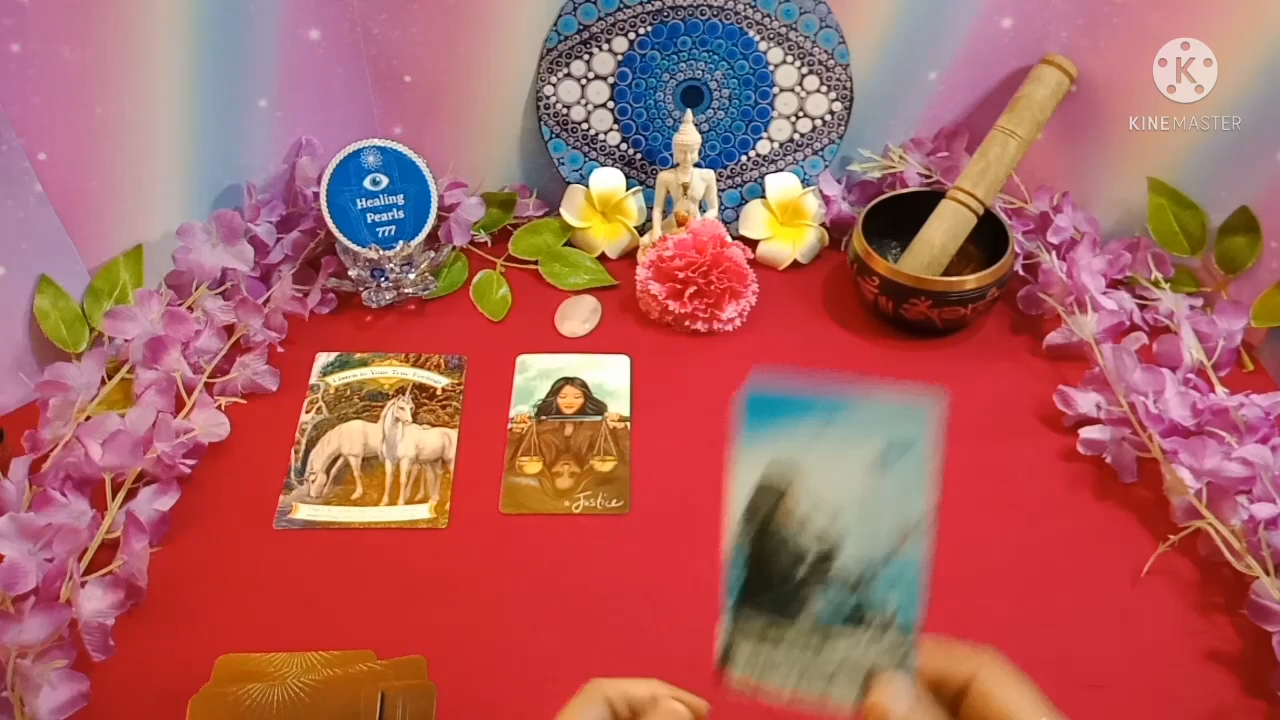 KINEMASTER
Healing
Pearls
777
Listen to Your True Feelings
Justice